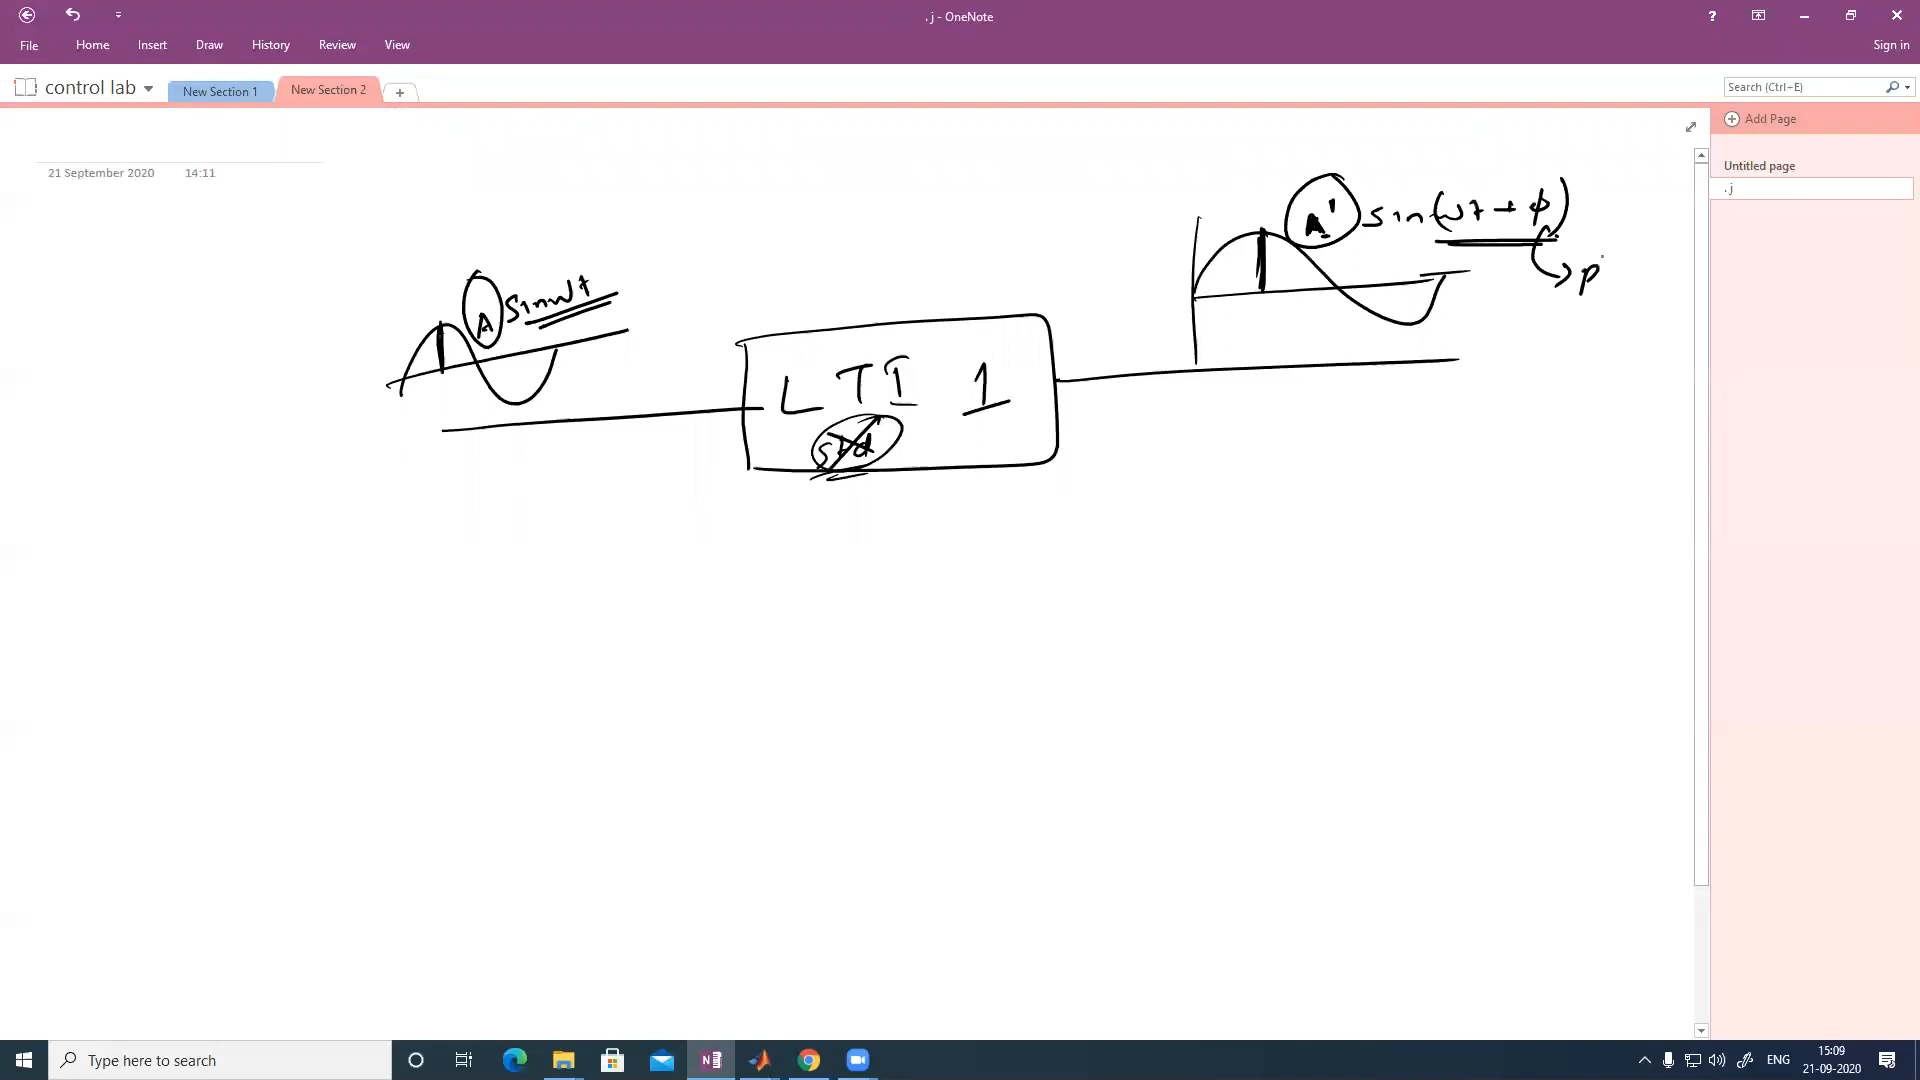 .j - OneNote
?
File Home Insert Draw History Review View
Sign in
control lab New Section 1 New Section 2
Search (Ctrl+E)
Add Page
21 September 2020 14:11
Untitled page
.j
A' sin(ωt + φ)
p
A sinωt
LTI 1
Type here to search
ENG
15:09
21-09-2020